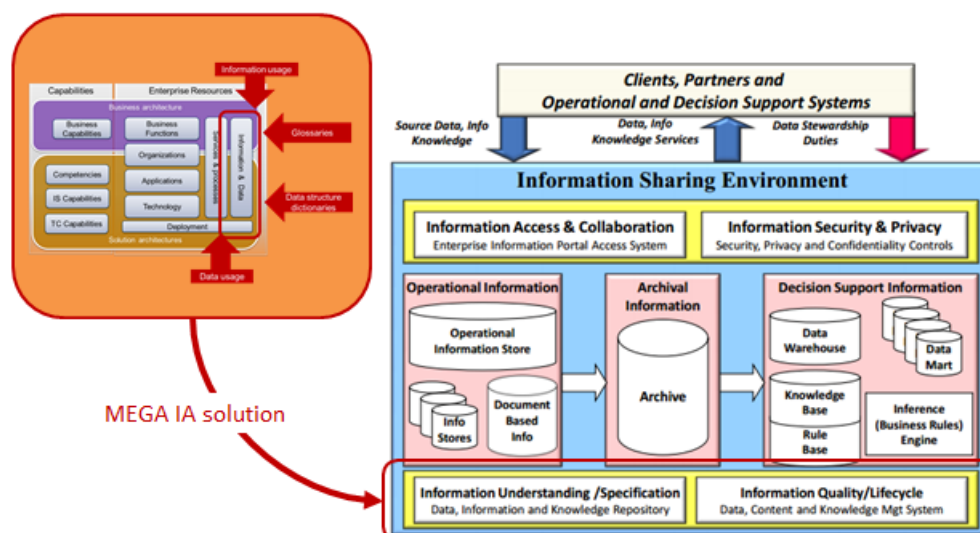 Information usage
Capabilities
Enterprise Resources
Business architecture
Business
Capabilities
Business
Functions
Glossaries
Organizations
Services & processes
Information & Data
Competencies
Applications
IS Capabilities
Technology
Data structure
dictionaries
TC Capabilities
Deployment
Solution architectures
Data usage
MEGA IA solution
Clients, Partners and
Operational and Decision Support Systems
Source Data, Info
Knowledge
Data, Info
Knowledge Services
Data Stewardship
Duties
Information Sharing Environment
Information Access & Collaboration
Enterprise Information Portal Access System
Information Security & Privacy
Security, Privacy and Confidentiality Controls
Operational Information
Operational
Information Store
Info
Stores
Document
Based
Info
Archival
Information
Archive
Decision Support Information
Data
Warehouse
Data
Mart
Knowledge
Base
Rule
Base
Inference
(Business Rules)
Engine
Information Understanding /Specification
Data, Information and Knowledge Repository
Information Quality/Lifecycle
Data, Content and Knowledge Mgt System